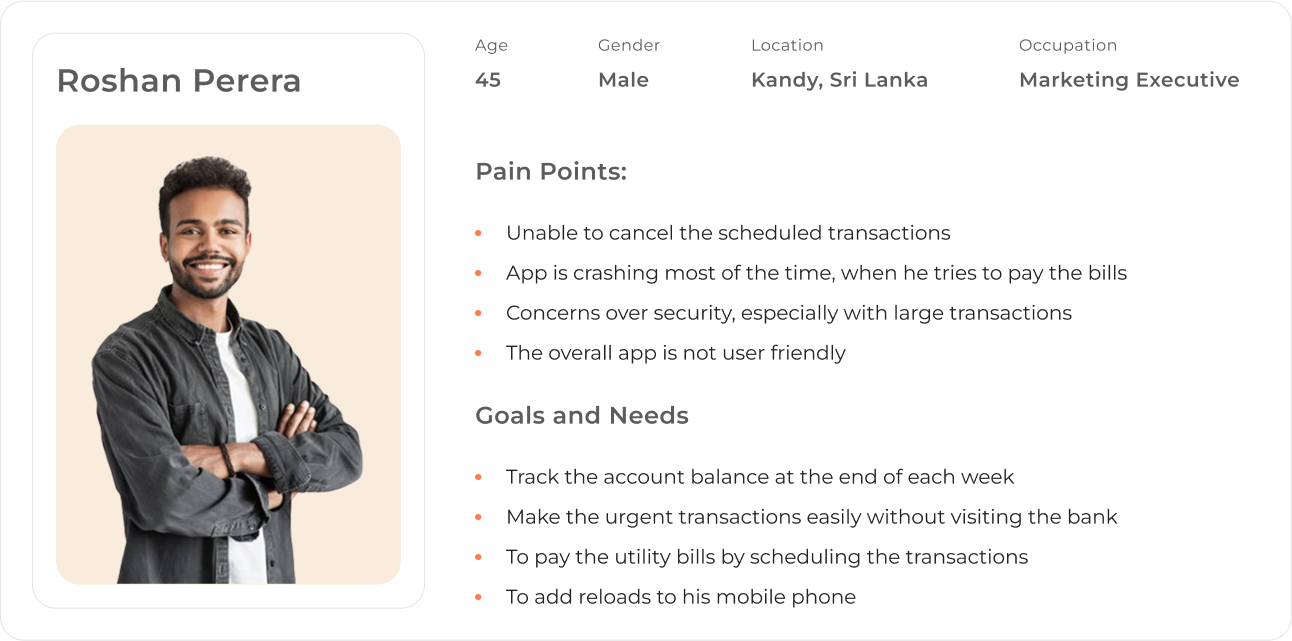 Roshan Perera
Age
45
Gender
Male
Location
Kandy, Sri Lanka
Occupation
Marketing Executive
Pain Points:
Unable to cancel the scheduled transactions
App is crashing most of the time, when he tries to pay the bills
Concerns over security, especially with large transactions
The overall app is not user friendly
Goals and Needs
Track the account balance at the end of each week
Make the urgent transactions easily without visiting the bank
To pay the utility bills by scheduling the transactions
To add reloads to his mobile phone